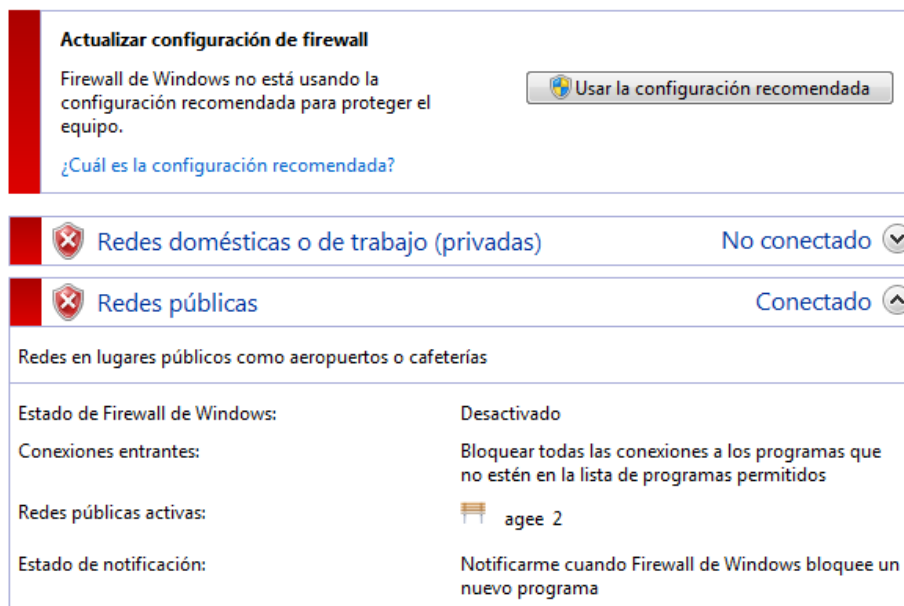 Actualizar configuración de firewall
Firewall de Windows no está usando la
configuración recomendada para proteger el
equipo.
Usar la configuración recomendada
¿Cuál es la configuración recomendada?
Redes domésticas o de trabajo (privadas)
No conectado
Redes públicas
Conectado
Redes en lugares públicos como aeropuertos o cafeterías
Estado de Firewall de Windows:
Desactivado
Conexiones entrantes:
Bloquear todas las conexiones a los programas que
no estén en la lista de programas permitidos
Redes públicas activas:
agee 2
Estado de notificación:
Notificarme cuando Firewall de Windows bloquee un
nuevo programa